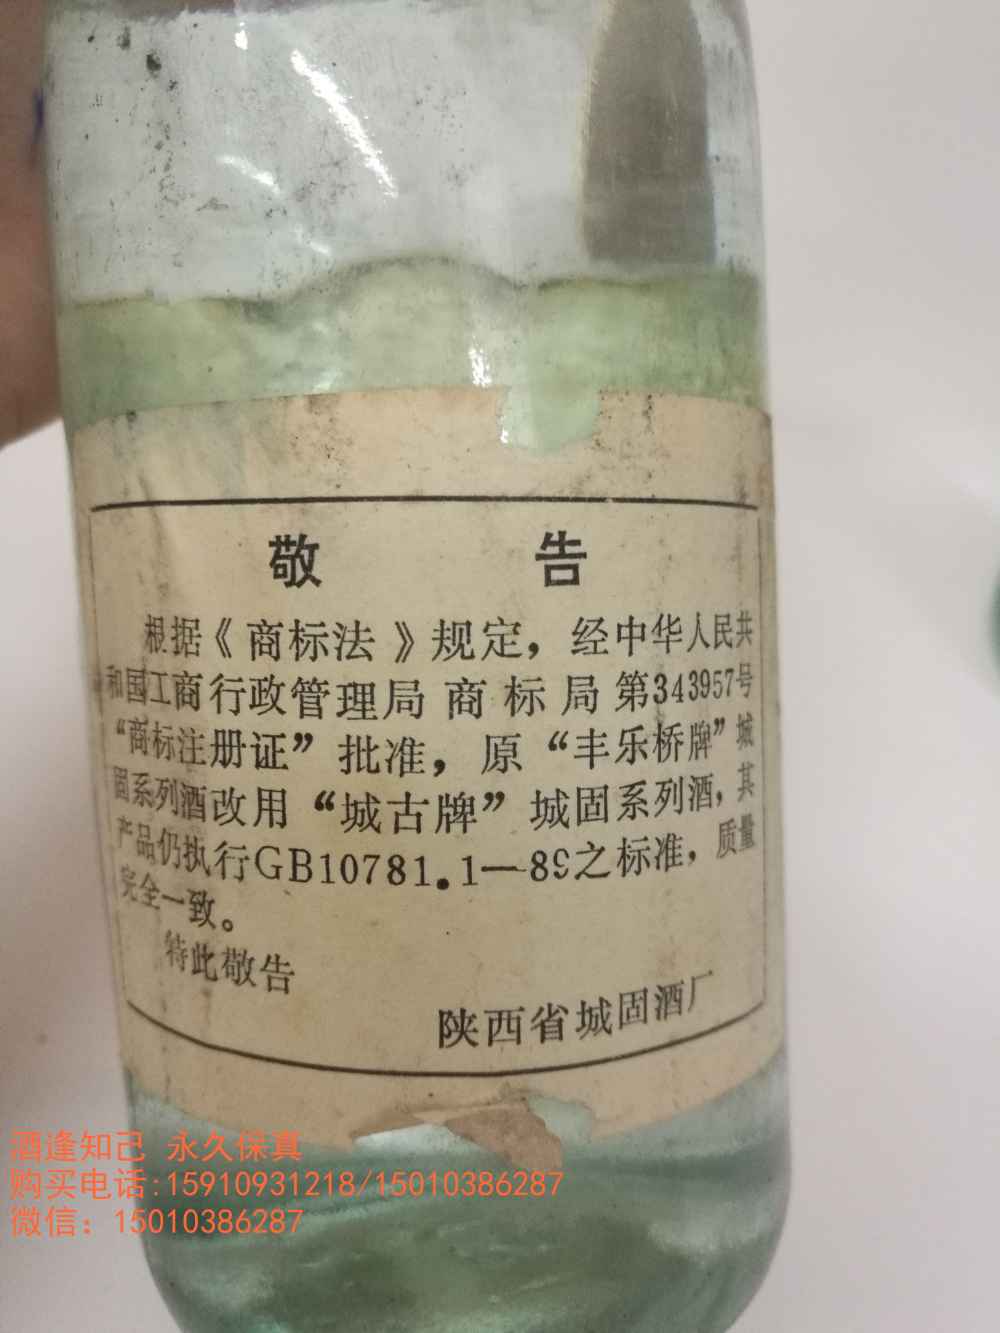 敬 告
根据《商标法》规定，经中华人民共
和国工商行政管理局商标局第343957号
“商标注册证”批准，原“丰乐桥牌”城
固系列酒改用“城古牌”城固系列酒，其
产品仍执行GB10781.1—89之标准，质量
完全一致。
特此敬告
陕西省城固酒厂
酒逢知己 永久保真
购买电话:15910931218/15010386287
微信：15010386287